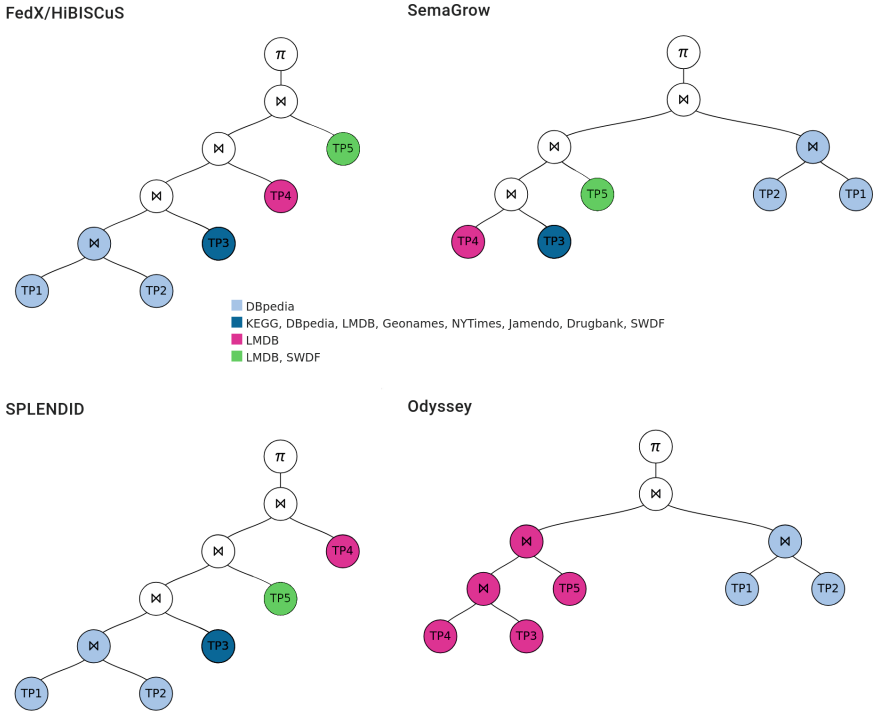 FedX/HiBISCuS
π
⋈
⋈ TP5
⋈ TP4
⋈ TP3
TP1 TP2
SemaGrow
π
⋈
⋈ ⋈
⋈ TP5 TP2 TP1
TP4 TP3
DBpedia
KEGG, DBpedia, LMDB, Geonames, NYTimes, Jamendo, Drugbank, SWDF
LMDB
LMDB, SWDF
SPLENDID
π
⋈
⋈ TP4
⋈ TP5
⋈ TP3
TP1 TP2
Odyssey
π
⋈
⋈ ⋈
⋈ TP5 TP1 TP2
TP4 TP3